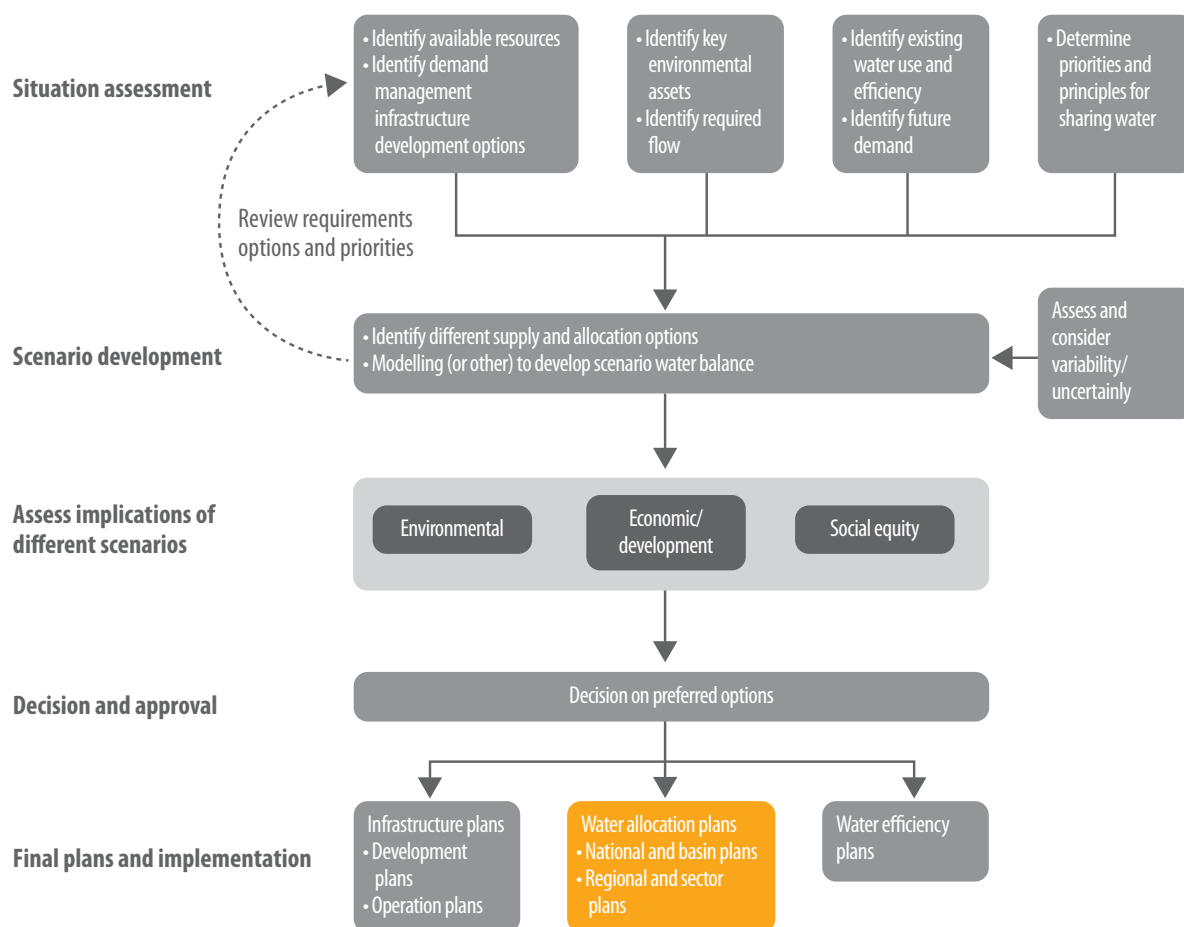 Situation assessment
• Identify available resources
• Identify demand
management
infrastructure
development options
• Identify key
environmental
assets
• Identify required
flow
• Identify existing
water use and
efficiency
• Identify future
demand
• Determine
priorities and
principles for
sharing water
Review requirements
options and priorities
Scenario development
• Identify different supply and allocation options
• Modelling (or other) to develop scenario water balance
Assess and
consider
variability/
uncertainly
Assess implications of
different scenarios
Environmental
Economic/
development
Social equity
Decision and approval
Decision on preferred options
Final plans and implementation
Infrastructure plans
• Development
plans
• Operation plans
Water allocation plans
• National and basin plans
• Regional and sector
plans
Water efficiency
plans